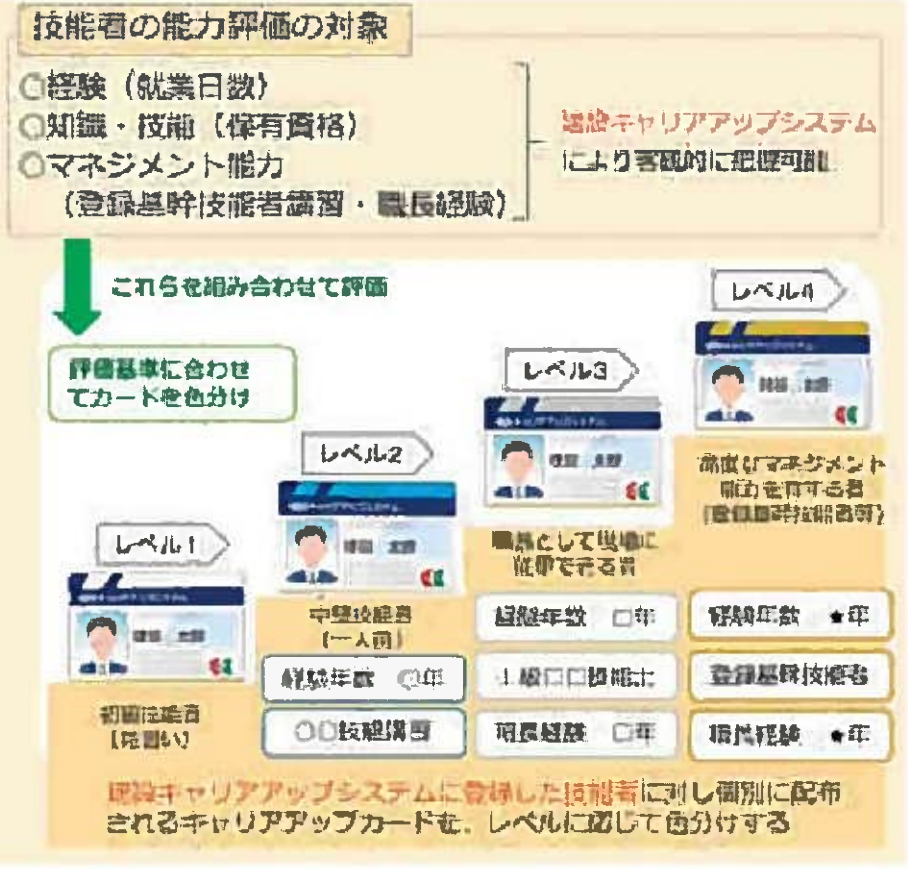 技能者の能力評価の対象
○経験（就業日数）
○知識・技能（保有資格）
○マネジメント能力
（登録基幹技能者講習・職長経験）
建設キャリアアップシステム
により客観的に把握可能
これらを組み合わせて評価
評価基準に合わせ
てカードを色分け
レベル1
初級技能者
（見習い）
レベル2
中堅技能者
（一人前）
経験年数 ○年
○○技能講習
レベル3
職長として現場に
従事できる者
経験年数 □年
1級□□技能士
職長経験 □年
レベル4
高度なマネジメント
能力を有する者
（登録基幹技能者等）
経験年数 ★年
登録基幹技能者
職長経験 ★年
建設キャリアアップシステムに登録した技能者に対し個別に配布
されるキャリアアップカードを、レベルに応じて色分けする